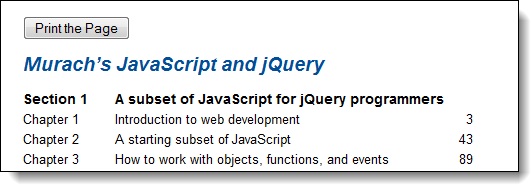 Print the Page
Murach’s JavaScript and jQuery
Section 1 A subset of JavaScript for jQuery programmers
Chapter 1 Introduction to web development 3
Chapter 2 A starting subset of JavaScript 43
Chapter 3 How to work with objects, functions, and events 89